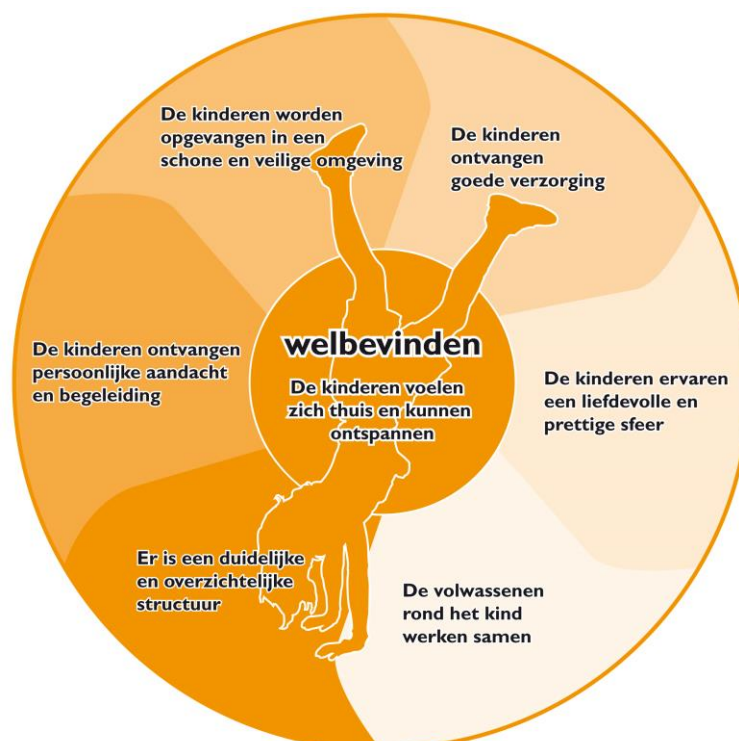 De kinderen worden
opgevangen in een
schone en veilige omgeving
De kinderen
ontvangen
goede verzorging
De kinderen ontvangen
persoonlijke aandacht
en begeleiding
welbevinden
De kinderen voelen
zich thuis en kunnen
ontspannen
De kinderen ervaren
een liefdevolle en
prettige sfeer
Er is een duidelijke
en overzichtelijke
structuur
De volwassenen
rond het kind
werken samen